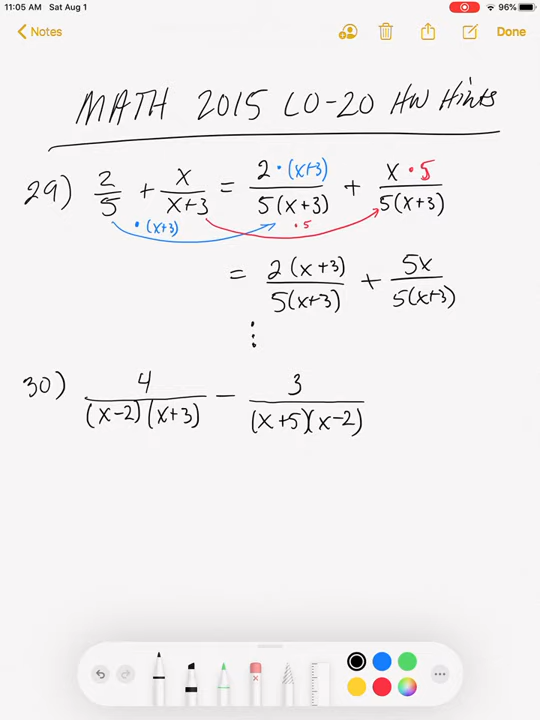 11:05 AM Sat Aug 1 96%
Notes Done
MATH 2015 LO-20 HW Hints
29) 2/5 + x/(x+3) = 2·(x+3)/5(x+3) + x·5/5(x+3)
·(x+3) ·5
= 2(x+3)/5(x+3) + 5x/5(x+3)
⋮
30) 4/(x-2)(x+3) - 3/(x+5)(x-2)